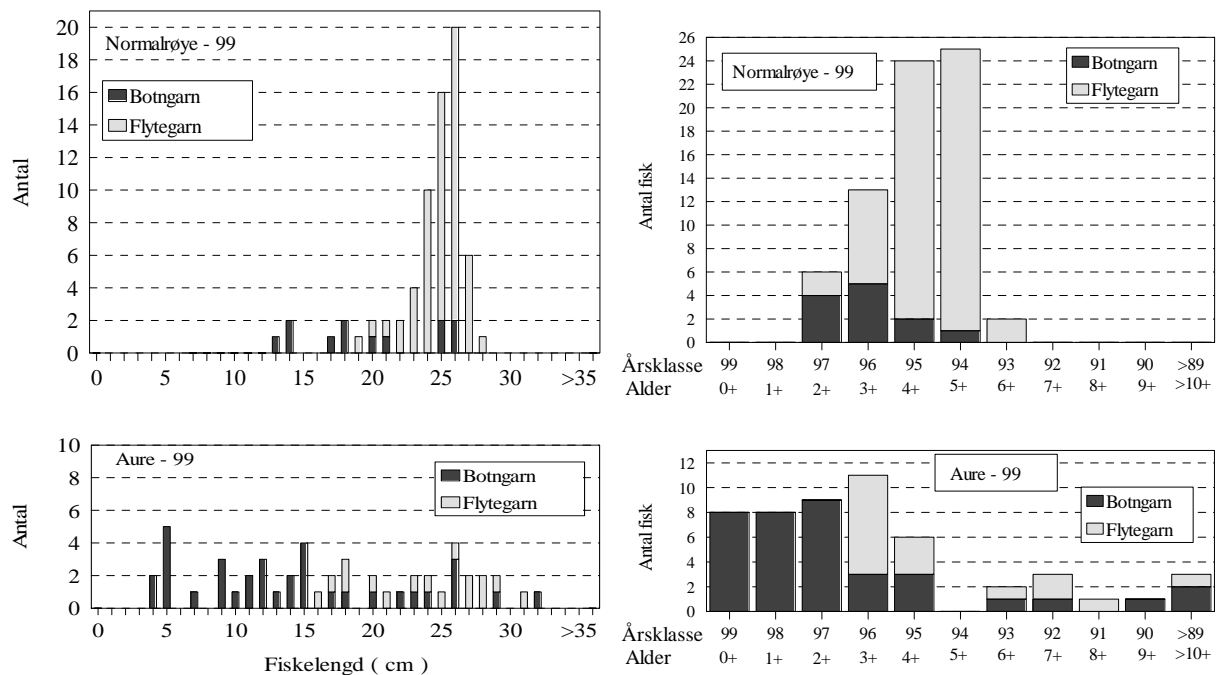 Normalrøye - 99
Botngarn
Flytegarn
Antal
20
18
16
14
12
10
8
6
4
2
0
0 5 10 15 20 25 30 >35
Normalrøye - 99
Botngarn
Flytegarn
Antal fisk
26
24
22
20
18
16
14
12
10
8
6
4
2
0
Årsklasse 99 98 97 96 95 94 93 92 91 90 >89
Alder 0+ 1+ 2+ 3+ 4+ 5+ 6+ 7+ 8+ 9+ >10+
Aure - 99
Botngarn
Flytegarn
Antal
10
8
6
4
2
0
0 5 10 15 20 25 30 >35
Fiskelengd ( cm )
Aure - 99
Botngarn
Flytegarn
Antal fisk
12
10
8
6
4
2
0
Årsklasse 99 98 97 96 95 94 93 92 91 90 >89
Alder 0+ 1+ 2+ 3+ 4+ 5+ 6+ 7+ 8+ 9+ >10+